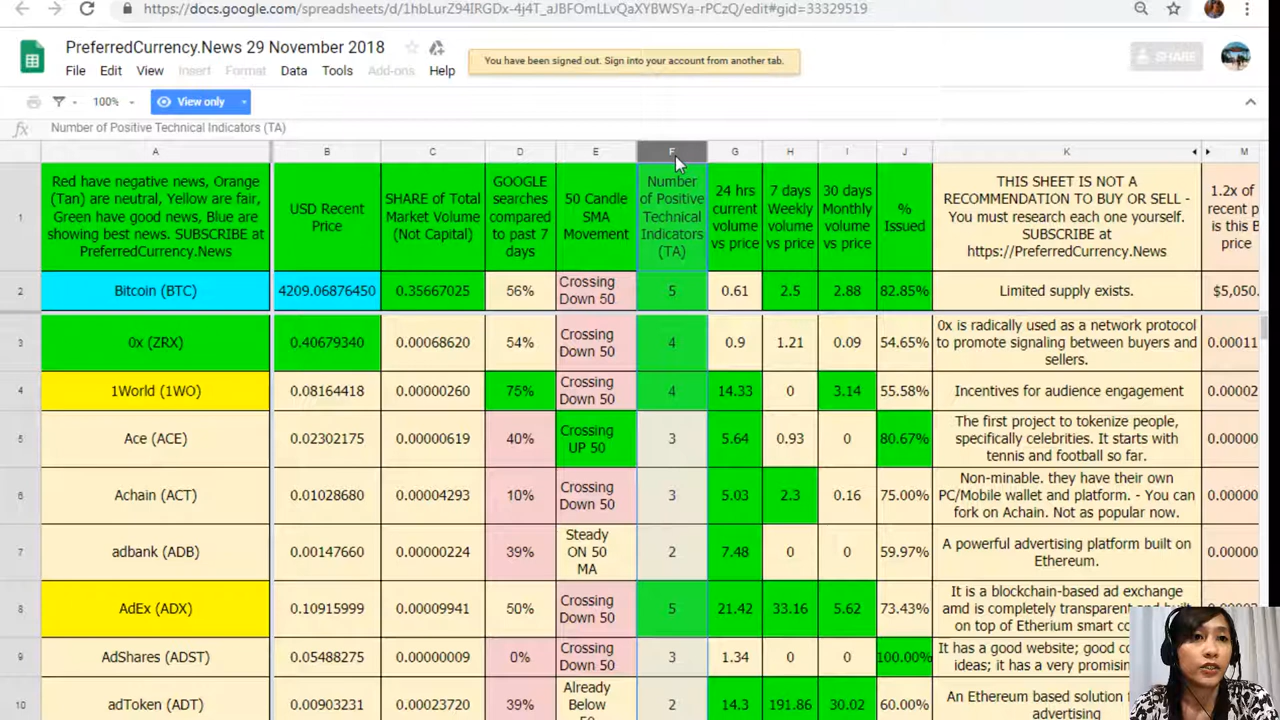 https://docs.google.com/spreadsheets/d/1hbLurZ94IRGDx-4j4T_aJBFOmLLvQaXYBWSYa-rPCzQ/edit#gid=33329519
PreferredCurrency.News 29 November 2018
You have been signed out. Sign into your account from another tab.
SHARE
File Edit View Insert Format Data Tools Add-ons Help
100% View only
fx Number of Positive Technical Indicators (TA)
A B C D E F G H I J K M
1
Red have negative news, Orange
(Tan) are neutral, Yellow are fair,
Green have good news, Blue are
showing best news. SUBSCRIBE at
PreferredCurrency.News
USD Recent
Price
SHARE of Total
Market Volume
(Not Capital)
GOOGLE
searches
compared
to past 7
days
50 Candle
SMA
Movement
Number
of Positive
Technical
Indicators
(TA)
24 hrs
current
volume
vs price
7 days
Weekly
volume
vs price
30 days
Monthly
volume
vs price
%
Issued
THIS SHEET IS NOT A
RECOMMENDATION TO BUY OR SELL -
You must research each one yourself.
SUBSCRIBE at
https://PreferredCurrency.News
1.2x of
recent p
is this B
price
2
Bitcoin (BTC)
4209.06876450
0.35667025
56%
Crossing
Down 50
5
0.61
2.5
2.88
82.85%
Limited supply exists.
$5,050.
3
0x (ZRX)
0.40679340
0.00068620
54%
Crossing
Down 50
4
0.9
1.21
0.09
54.65%
0x is radically used as a network protocol
to promote signaling between buyers and
sellers.
0.00011
4
1World (1WO)
0.08164418
0.00000260
75%
Crossing
Down 50
4
14.33
0
3.14
55.58%
Incentives for audience engagement
0.000002
5
Ace (ACE)
0.02302175
0.00000619
40%
Crossing
UP 50
3
5.64
0.93
0
80.67%
The first project to tokenize people,
specifically celebrities. It starts with
tennis and football so far.
0.00000
6
Achain (ACT)
0.01028680
0.00004293
10%
Crossing
Down 50
3
5.03
2.3
0.16
75.00%
Non-minable. they have their own
PC/Mobile wallet and platform. - You can
fork on Achain. Not as popular now.
0.00000
7
adbank (ADB)
0.00147660
0.00000224
39%
Steady
ON 50
MA
2
7.48
0
0
59.97%
A powerful advertising platform built on
Ethereum.
0.00000
8
AdEx (ADX)
0.10915999
0.00009941
50%
Crossing
Down 50
5
21.42
33.16
5.62
73.43%
It is a blockchain-based ad exchange
amd is completely transparent and
on top of Etherium smart co
9
AdShares (ADST)
0.05488275
0.00000009
0%
Crossing
Down 50
3
1.34
0
0
100.00%
It has a good website; good co
ideas; it has a very promisin
10
adToken (ADT)
0.00903231
0.00023720
39%
Already
Below
2
14.3
191.86
30.02
60.00%
An Ethereum based solution f
advertising